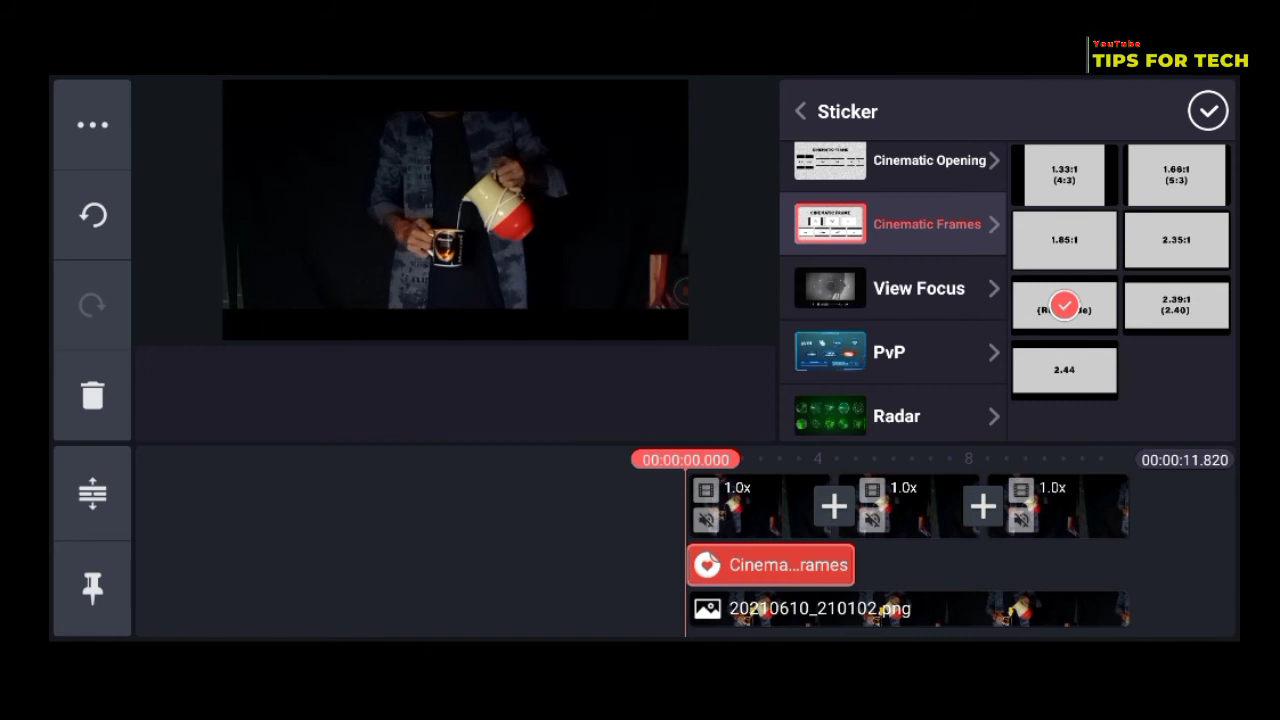 YouTube
TIPS FOR TECH
Sticker
Cinematic Opening
CINEMATIC FRAME
Cinematic Frames
View Focus
PvP
Radar
1.33:1
(4:3)
1.66:1
(5:3)
1.85:1
2.35:1
2.39:1
(2.40)
2.44
00:00:00.000
4
8
00:00:11.820
1.0x
1.0x
1.0x
Cinema...rames
20210610_210102.png